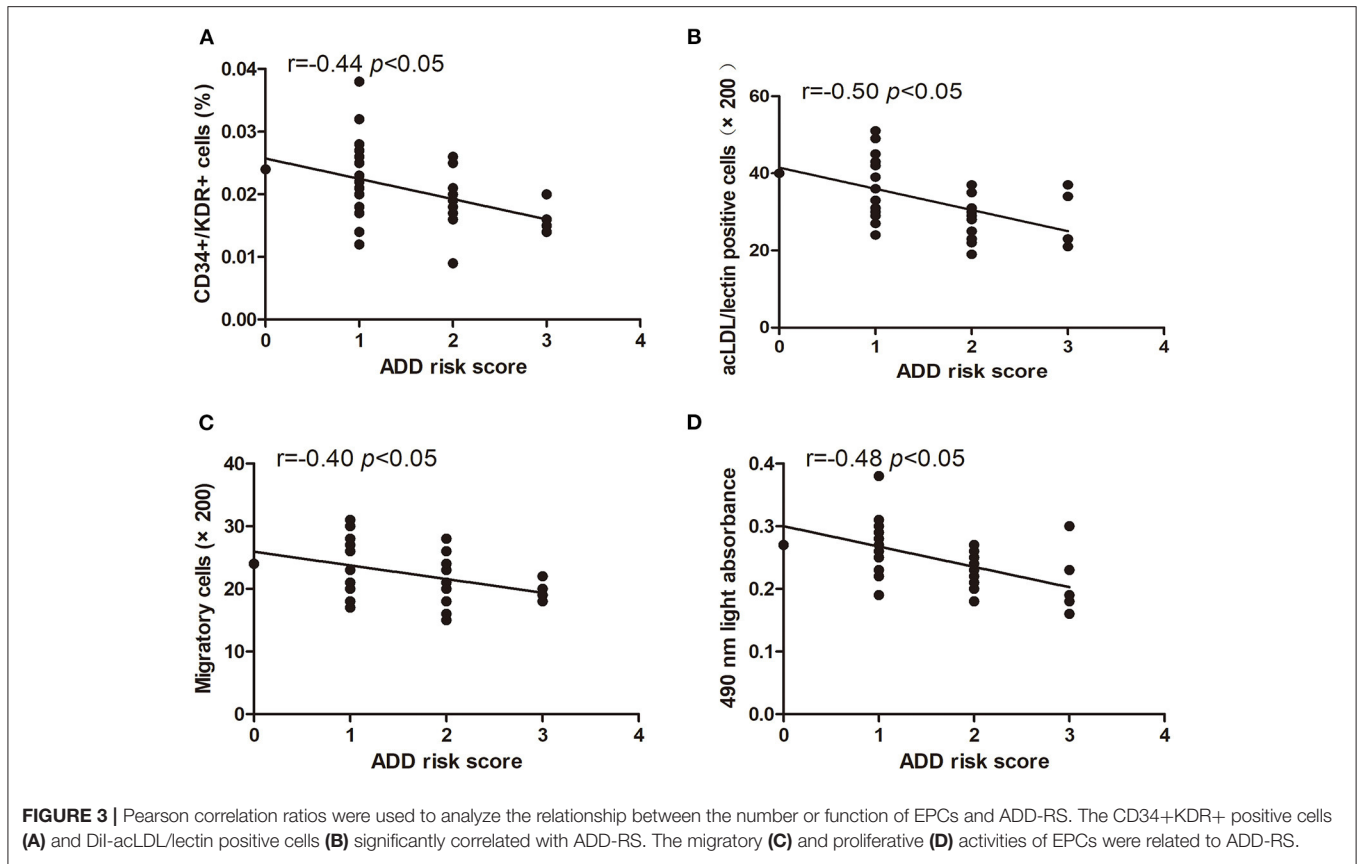 A
r=-0.44 p<0.05
CD34+/KDR+ cells (%)
0.04
0.03
0.02
0.01
0.00
0 1 2 3 4
ADD risk score
B
r=-0.50 p<0.05
acLDL/lectin positive cells (× 200)
60
40
20
0
0 1 2 3 4
ADD risk score
C
r=-0.40 p<0.05
Migratory cells (× 200)
40
30
20
10
0
0 1 2 3 4
ADD risk score
D
r=-0.48 p<0.05
490 nm light absorbance
0.4
0.3
0.2
0.1
0.0
0 1 2 3 4
ADD risk score
FIGURE 3 | Pearson correlation ratios were used to analyze the relationship between the number or function of EPCs and ADD-RS. The CD34+KDR+ positive cells
(A) and Dil-acLDL/lectin positive cells (B) significantly correlated with ADD-RS. The migratory (C) and proliferative (D) activities of EPCs were related to ADD-RS.